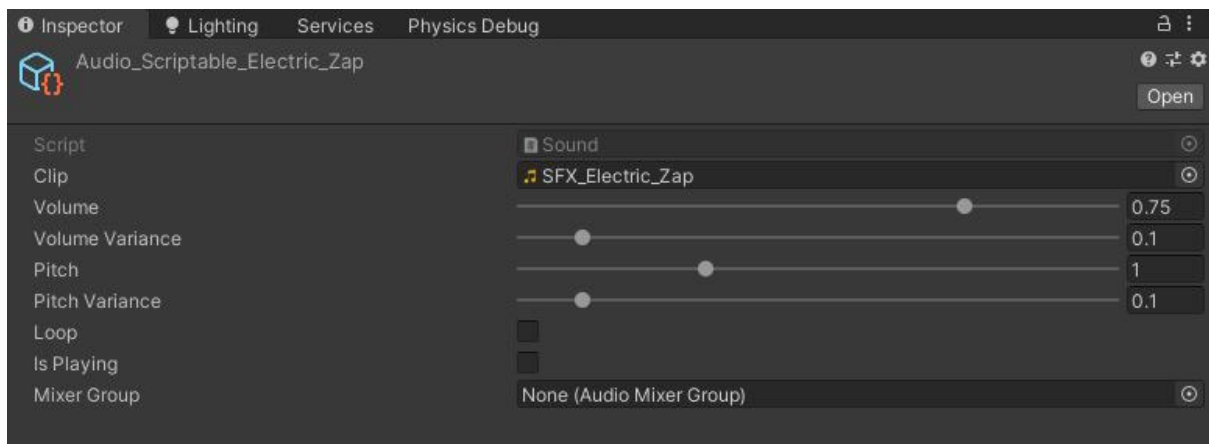 Inspector Lighting Services Physics Debug
Audio_Scriptable_Electric_Zap
Open
Script Sound
Clip SFX_Electric_Zap
Volume 0.75
Volume Variance 0.1
Pitch 1
Pitch Variance 0.1
Loop
Is Playing
Mixer Group None (Audio Mixer Group)